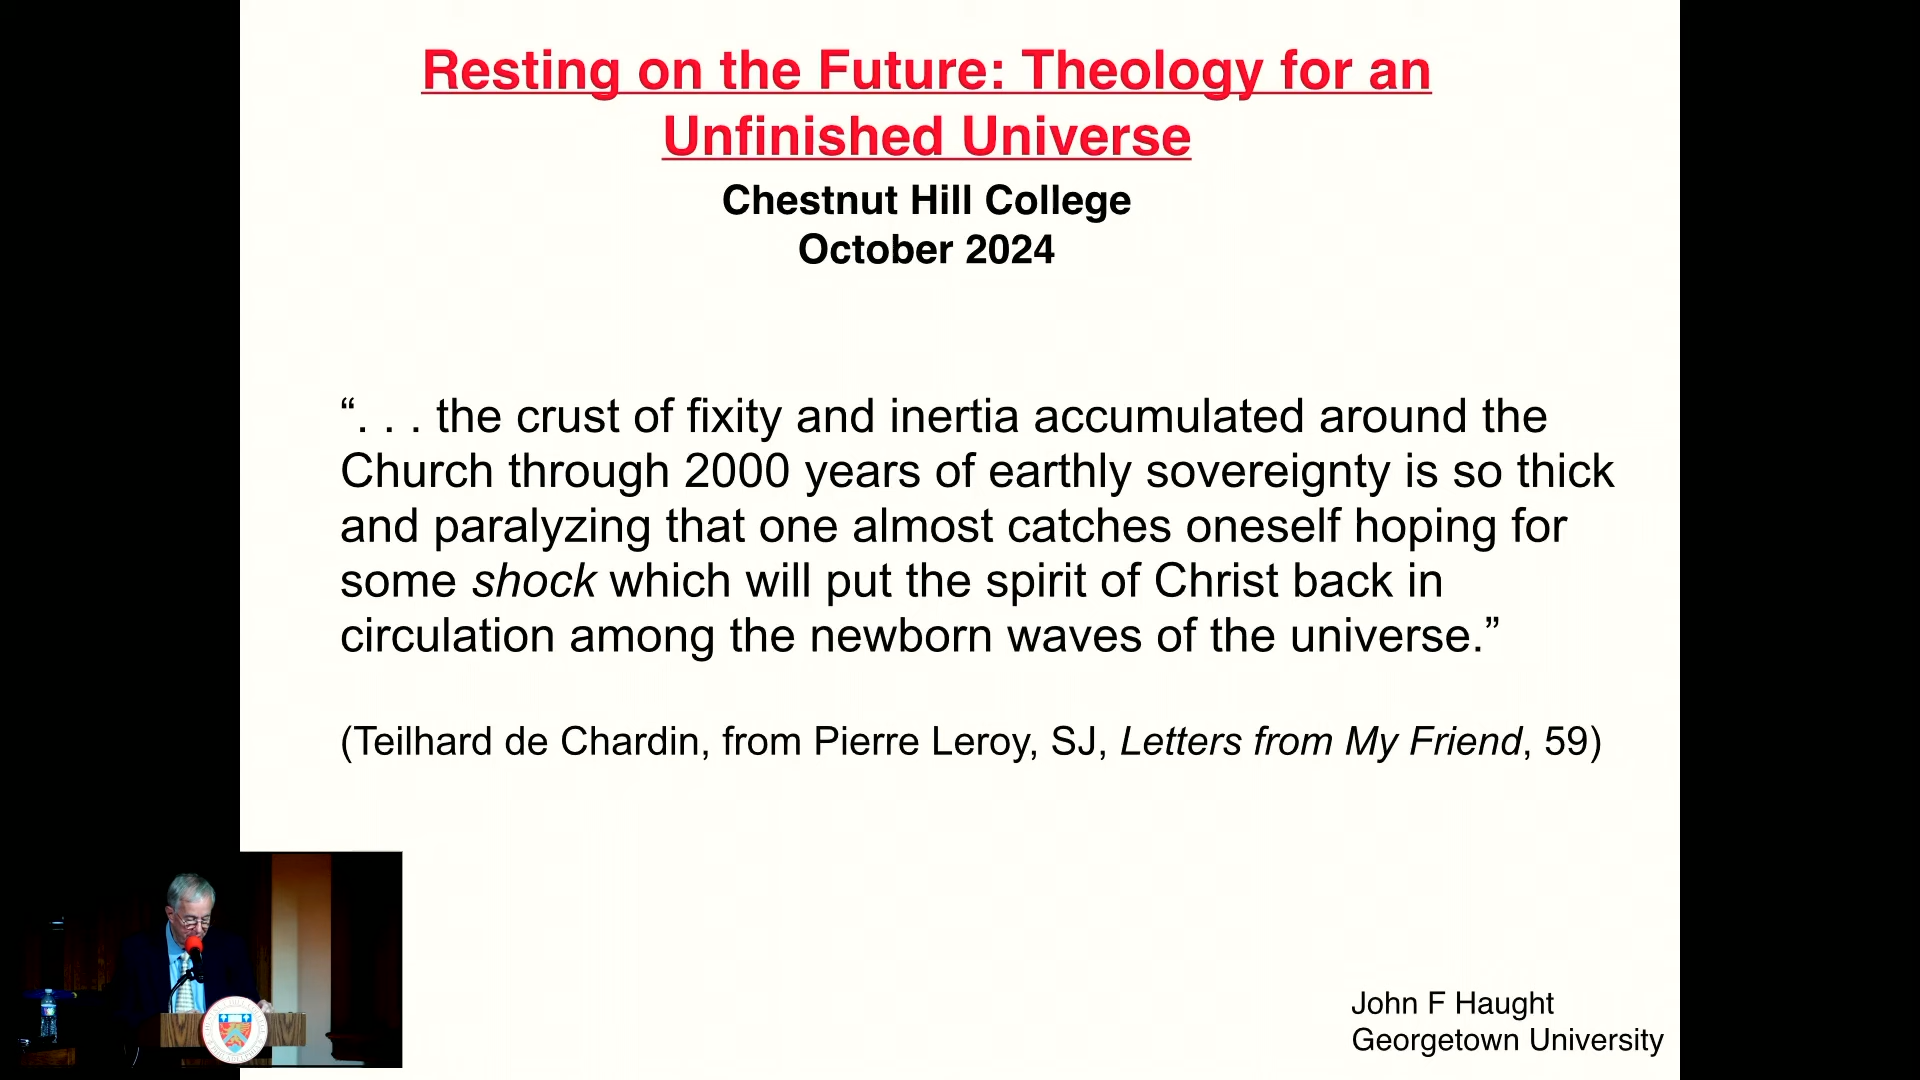 Resting on the Future: Theology for an
Unfinished Universe
Chestnut Hill College
October 2024
“. . . the crust of fixity and inertia accumulated around the
Church through 2000 years of earthly sovereignty is so thick
and paralyzing that one almost catches oneself hoping for
some shock which will put the spirit of Christ back in
circulation among the newborn waves of the universe.”
(Teilhard de Chardin, from Pierre Leroy, SJ, Letters from My Friend, 59)
John F Haught
Georgetown University